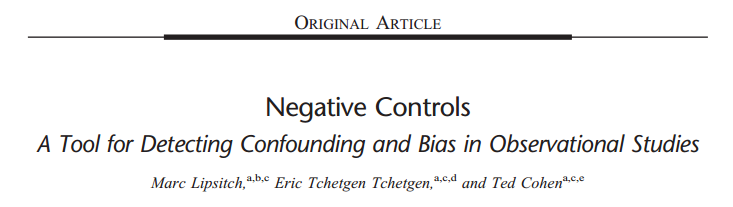 ORIGINAL ARTICLE
Negative Controls
A Tool for Detecting Confounding and Bias in Observational Studies
Marc Lipsitch,a,b,c Eric Tchetgen Tchetgen,a,c,d and Ted Cohena,c,e